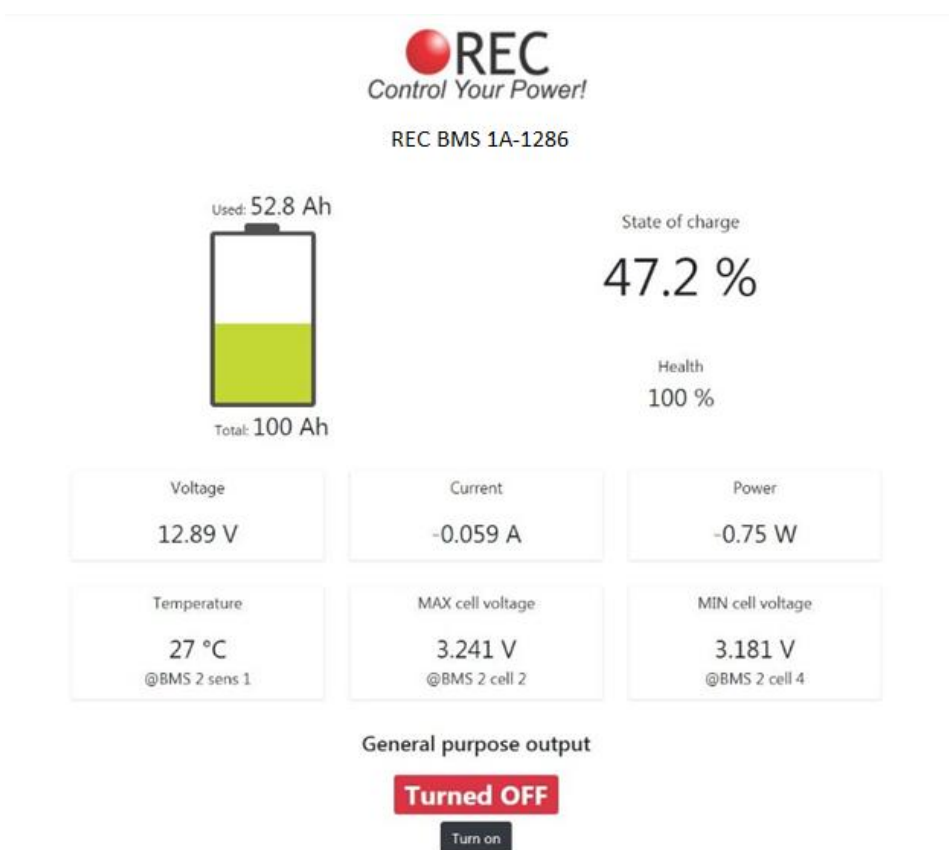 REC
Control Your Power!
REC BMS 1A-1286
Used: 52.8 Ah
State of charge
47.2 %
Health
100 %
Total: 100 Ah
Voltage
Current
Power
12.89 V
-0.059 A
-0.75 W
Temperature
MAX cell voltage
MIN cell voltage
27 °C
3.241 V
3.181 V
@BMS 2 sens 1
@BMS 2 cell 2
@BMS 2 cell 4
General purpose output
Turned OFF
Turn on